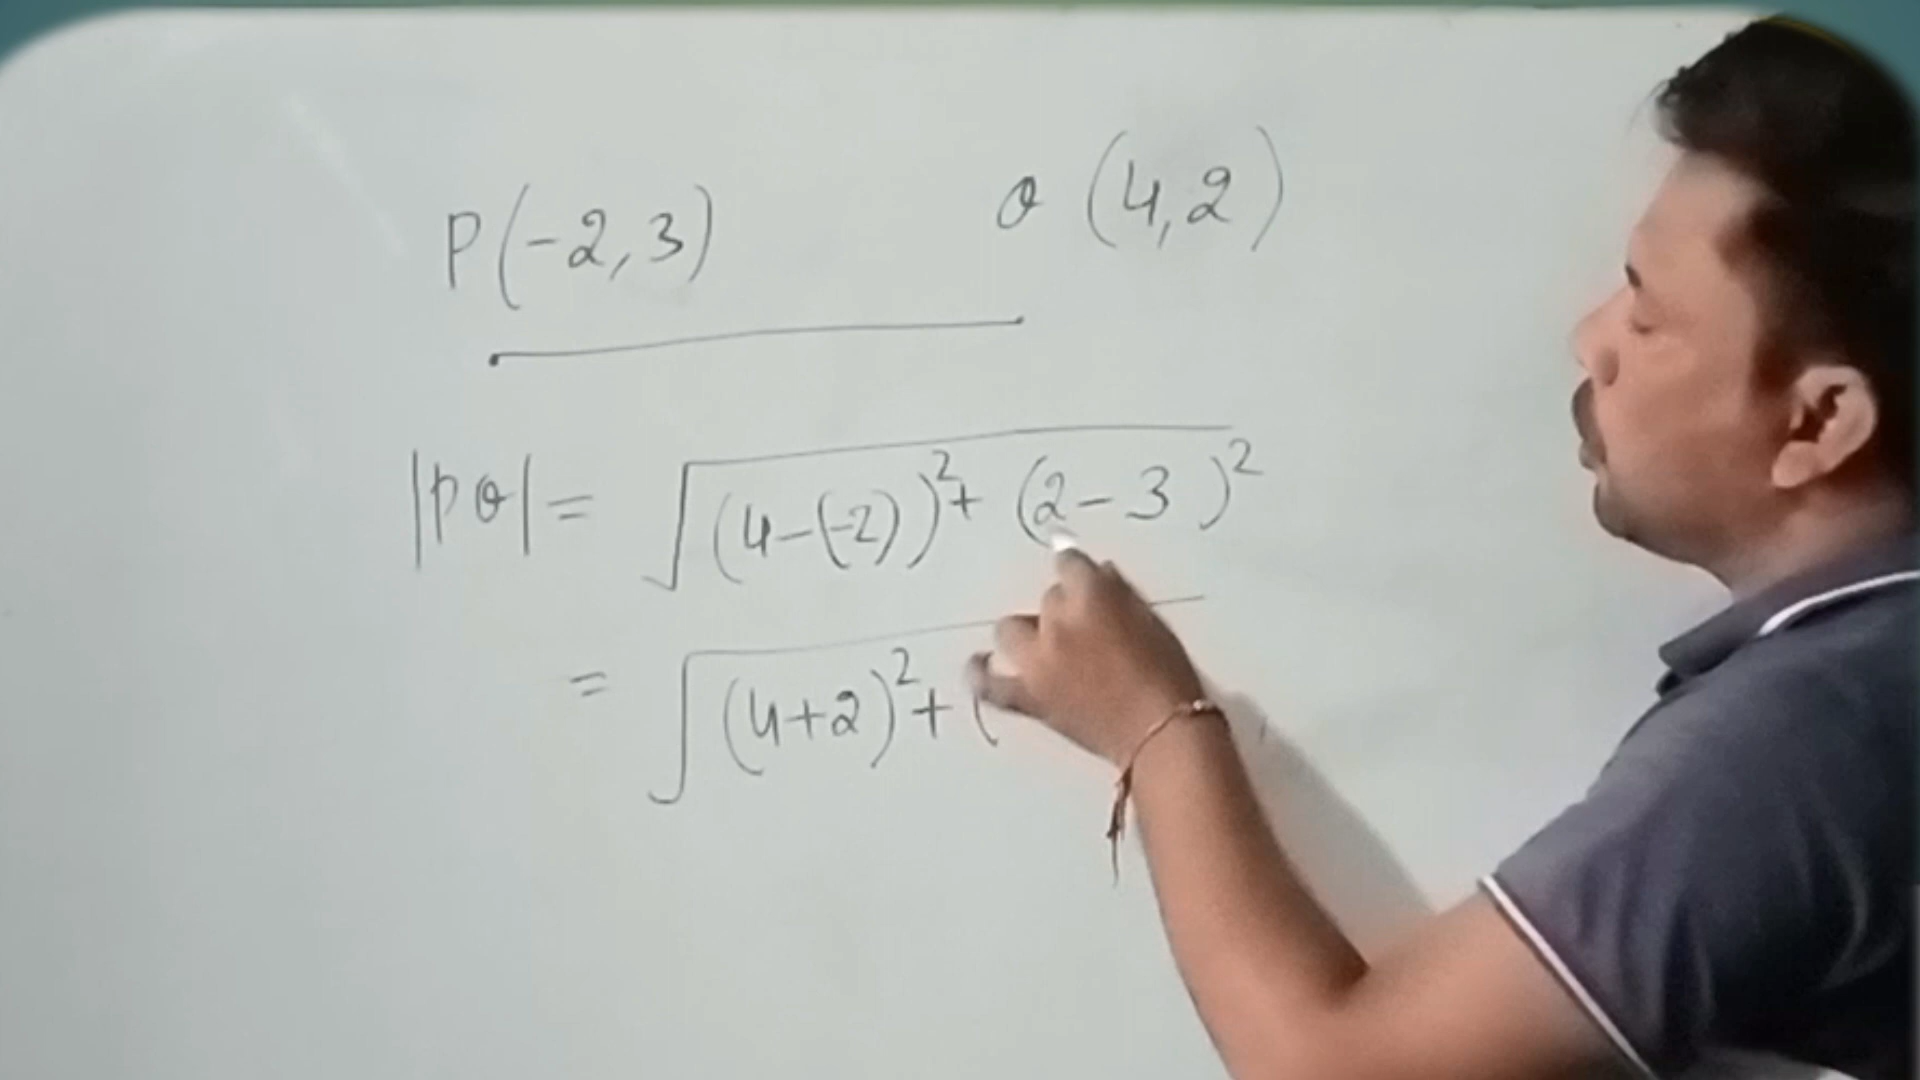 P(-2,3) Q (4,2)
|PQ| = √((4-(-2))² + (2-3)²)
= √((4+2)² + (